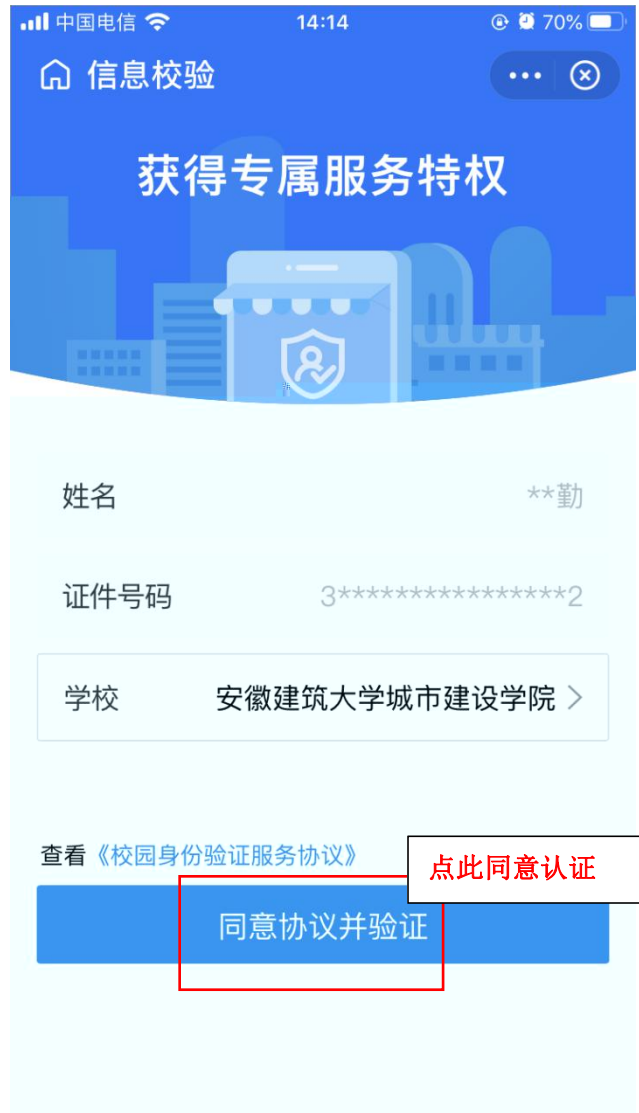 中国电信 14:14 70%
信息校验
获得专属服务特权
姓名 **勤
证件号码 3****************2
学校 安徽建筑大学城市建设学院
查看《校园身份验证服务协议》
点此同意认证
同意协议并验证